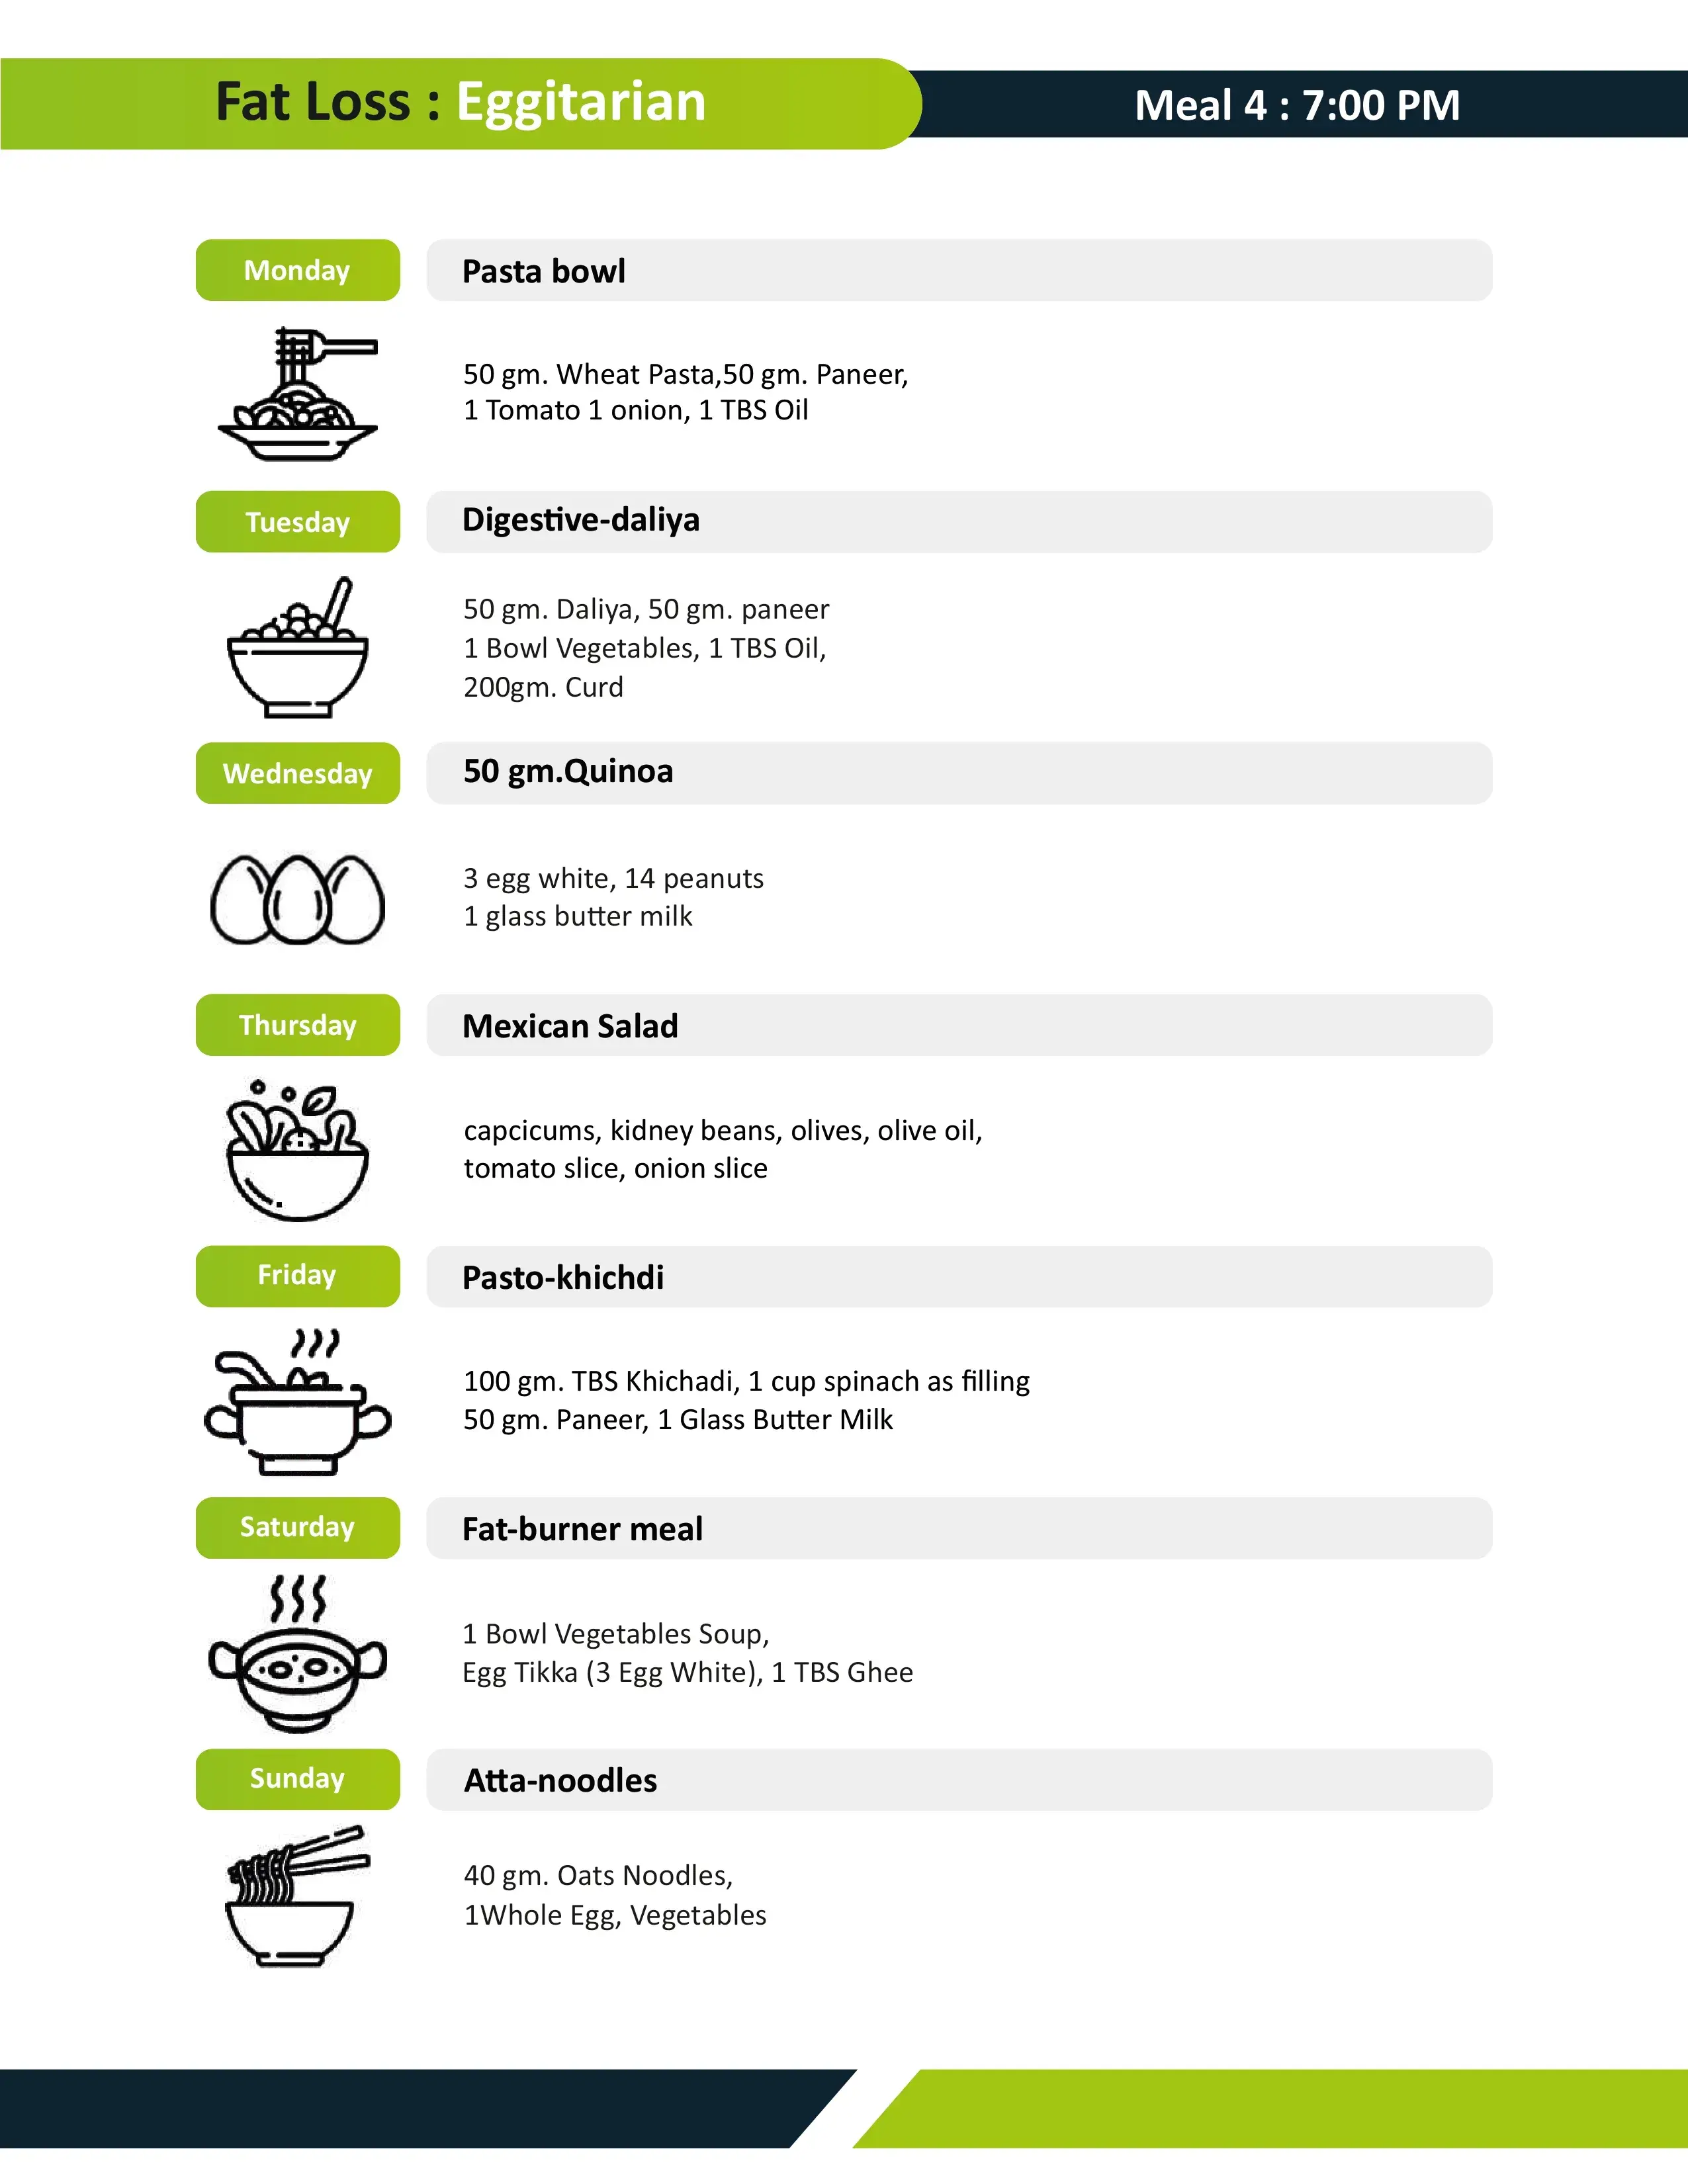 Fat Loss : Eggitarian
Meal 4 : 7:00 PM
Monday
Pasta bowl
50 gm. Wheat Pasta,50 gm. Paneer,
1 Tomato 1 onion, 1 TBS Oil
Tuesday
Digestive-daliya
50 gm. Daliya, 50 gm. paneer
1 Bowl Vegetables, 1 TBS Oil,
200gm. Curd
Wednesday
50 gm.Quinoa
3 egg white, 14 peanuts
1 glass butter milk
Thursday
Mexican Salad
capcicums, kidney beans, olives, olive oil,
tomato slice, onion slice
Friday
Pasto-khichdi
100 gm. TBS Khichadi, 1 cup spinach as filling
50 gm. Paneer, 1 Glass Butter Milk
Saturday
Fat-burner meal
1 Bowl Vegetables Soup,
Egg Tikka (3 Egg White), 1 TBS Ghee
Sunday
Atta-noodles
40 gm. Oats Noodles,
1Whole Egg, Vegetables